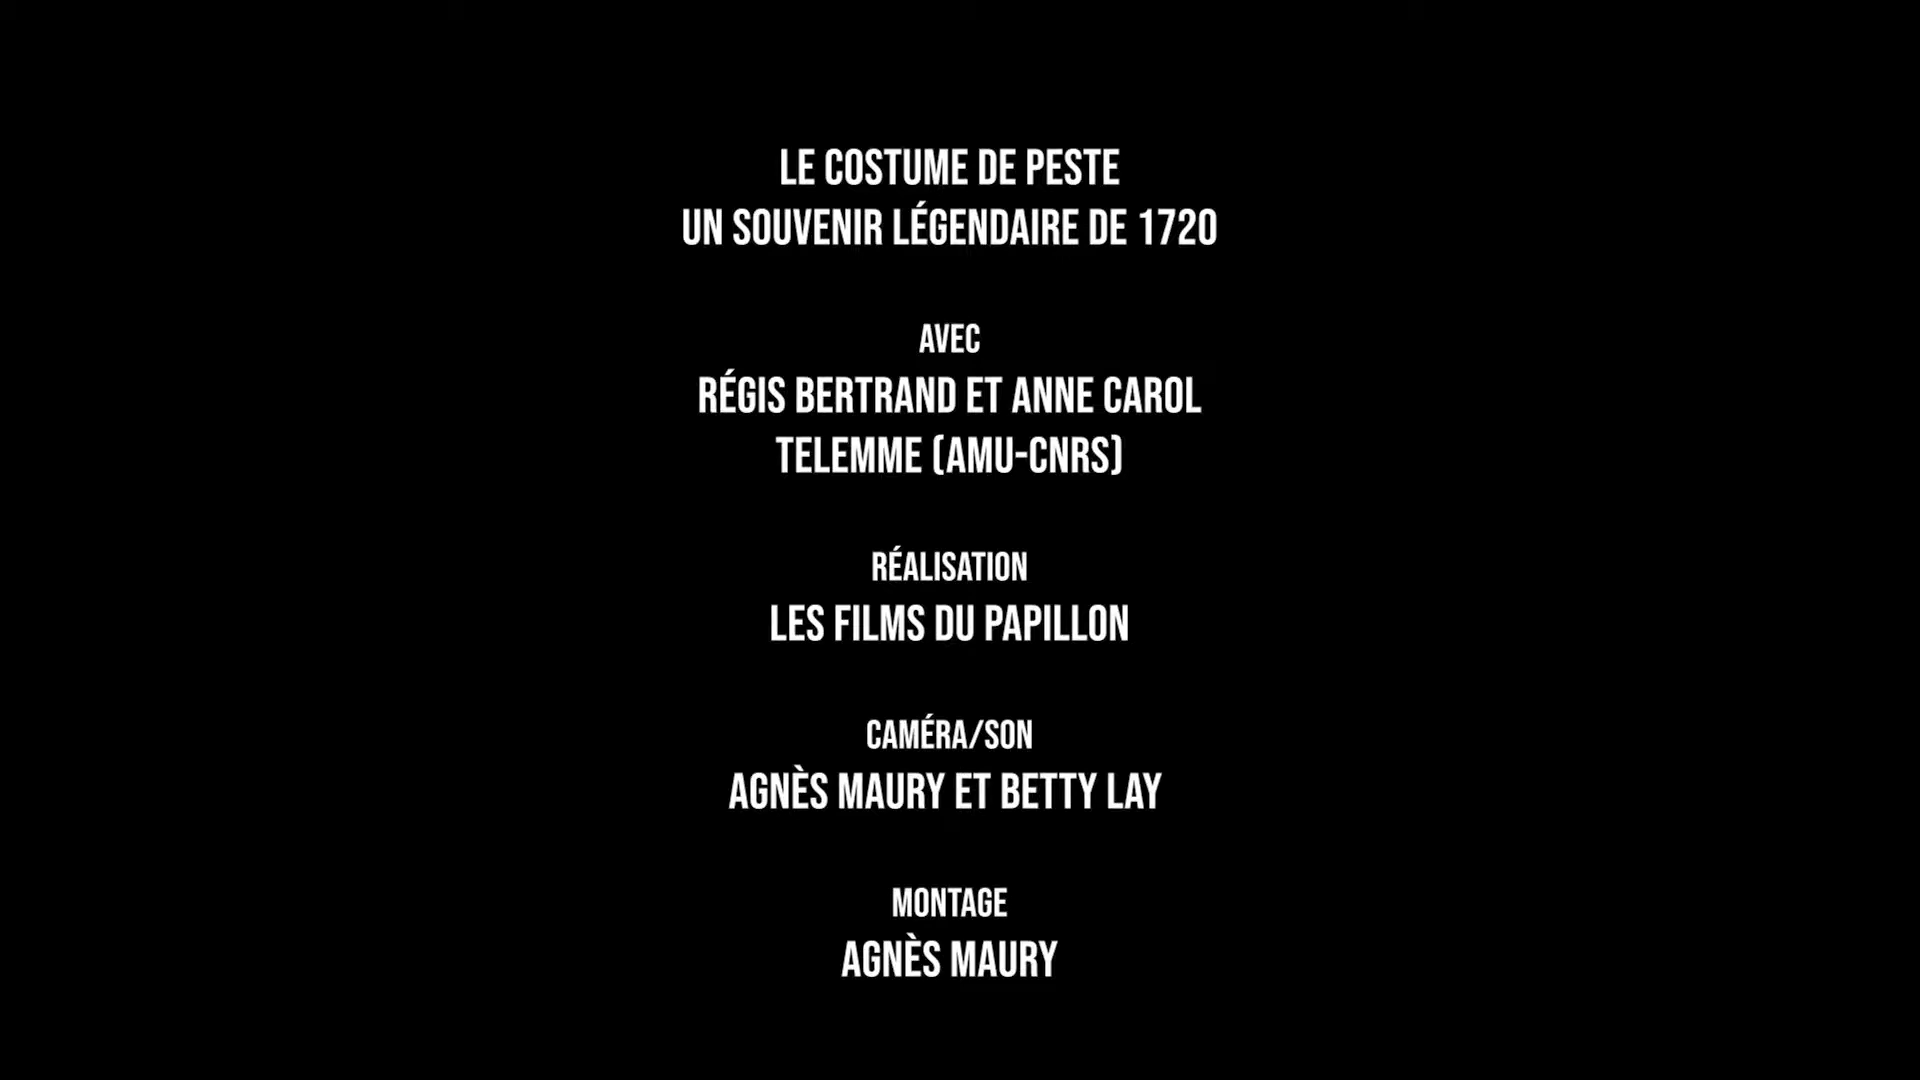 LE COSTUME DE PESTE
UN SOUVENIR LÉGENDAIRE DE 1720
AVEC
RÉGIS BERTRAND ET ANNE CAROL
TELEMME (AMU-CNRS)
RÉALISATION
LES FILMS DU PAPILLON
CAMÉRA/SON
AGNÈS MAURY ET BETTY LAY
MONTAGE
AGNÈS MAURY